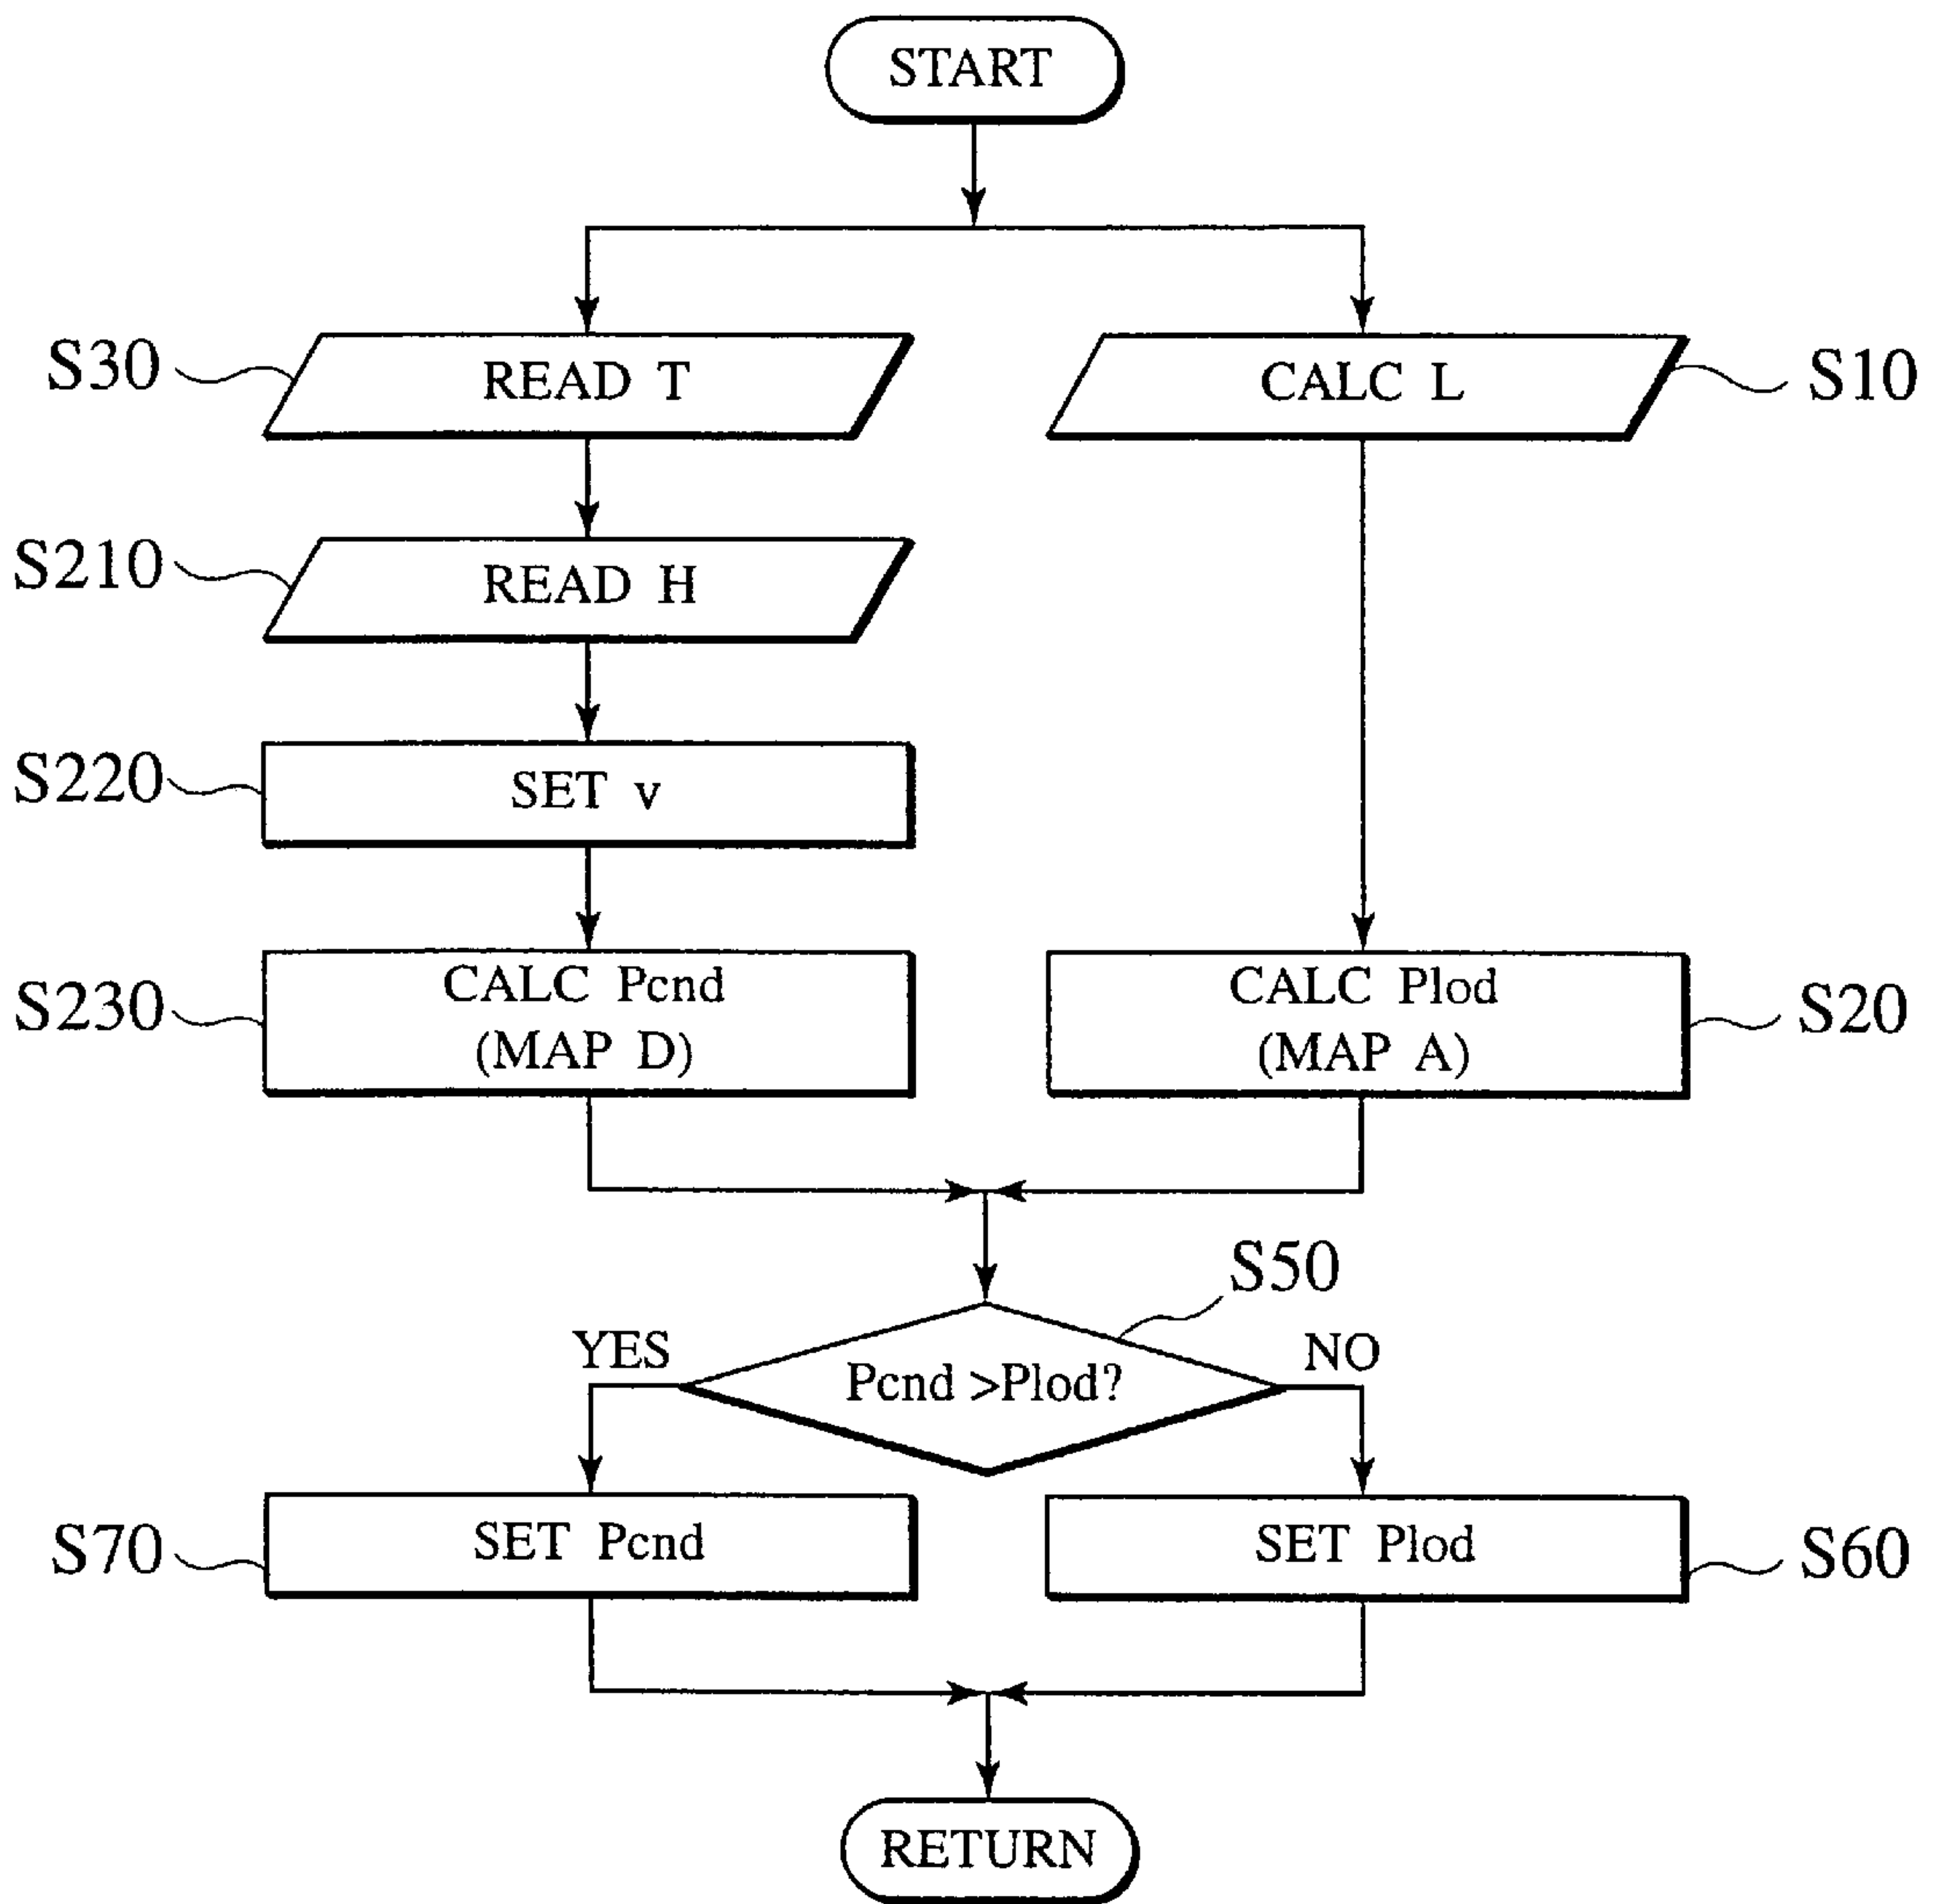 START
S30
READ T
CALC L
S10
S210
READ H
S220
SET v
S230
CALC Pcnd
(MAP D)
CALC Plod
(MAP A)
S20
S50
YES
Pcnd >Plod?
NO
S70
SET Pcnd
SET Plod
S60
RETURN